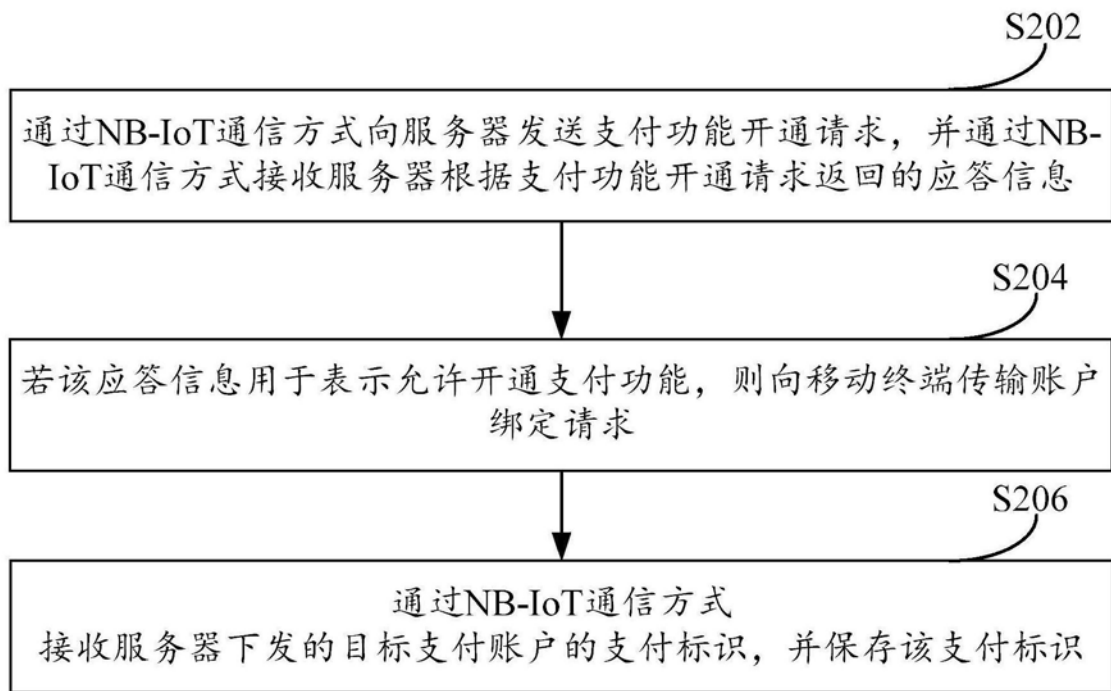 S202
通过NB-IoT通信方式向服务器发送支付功能开通请求，并通过NB-
IoT通信方式接收服务器根据支付功能开通请求返回的应答信息
S204
若该应答信息用于表示允许开通支付功能，则向移动终端传输账户
绑定请求
S206
通过NB-IoT通信方式
接收服务器下发的目标支付账户的支付标识，并保存该支付标识